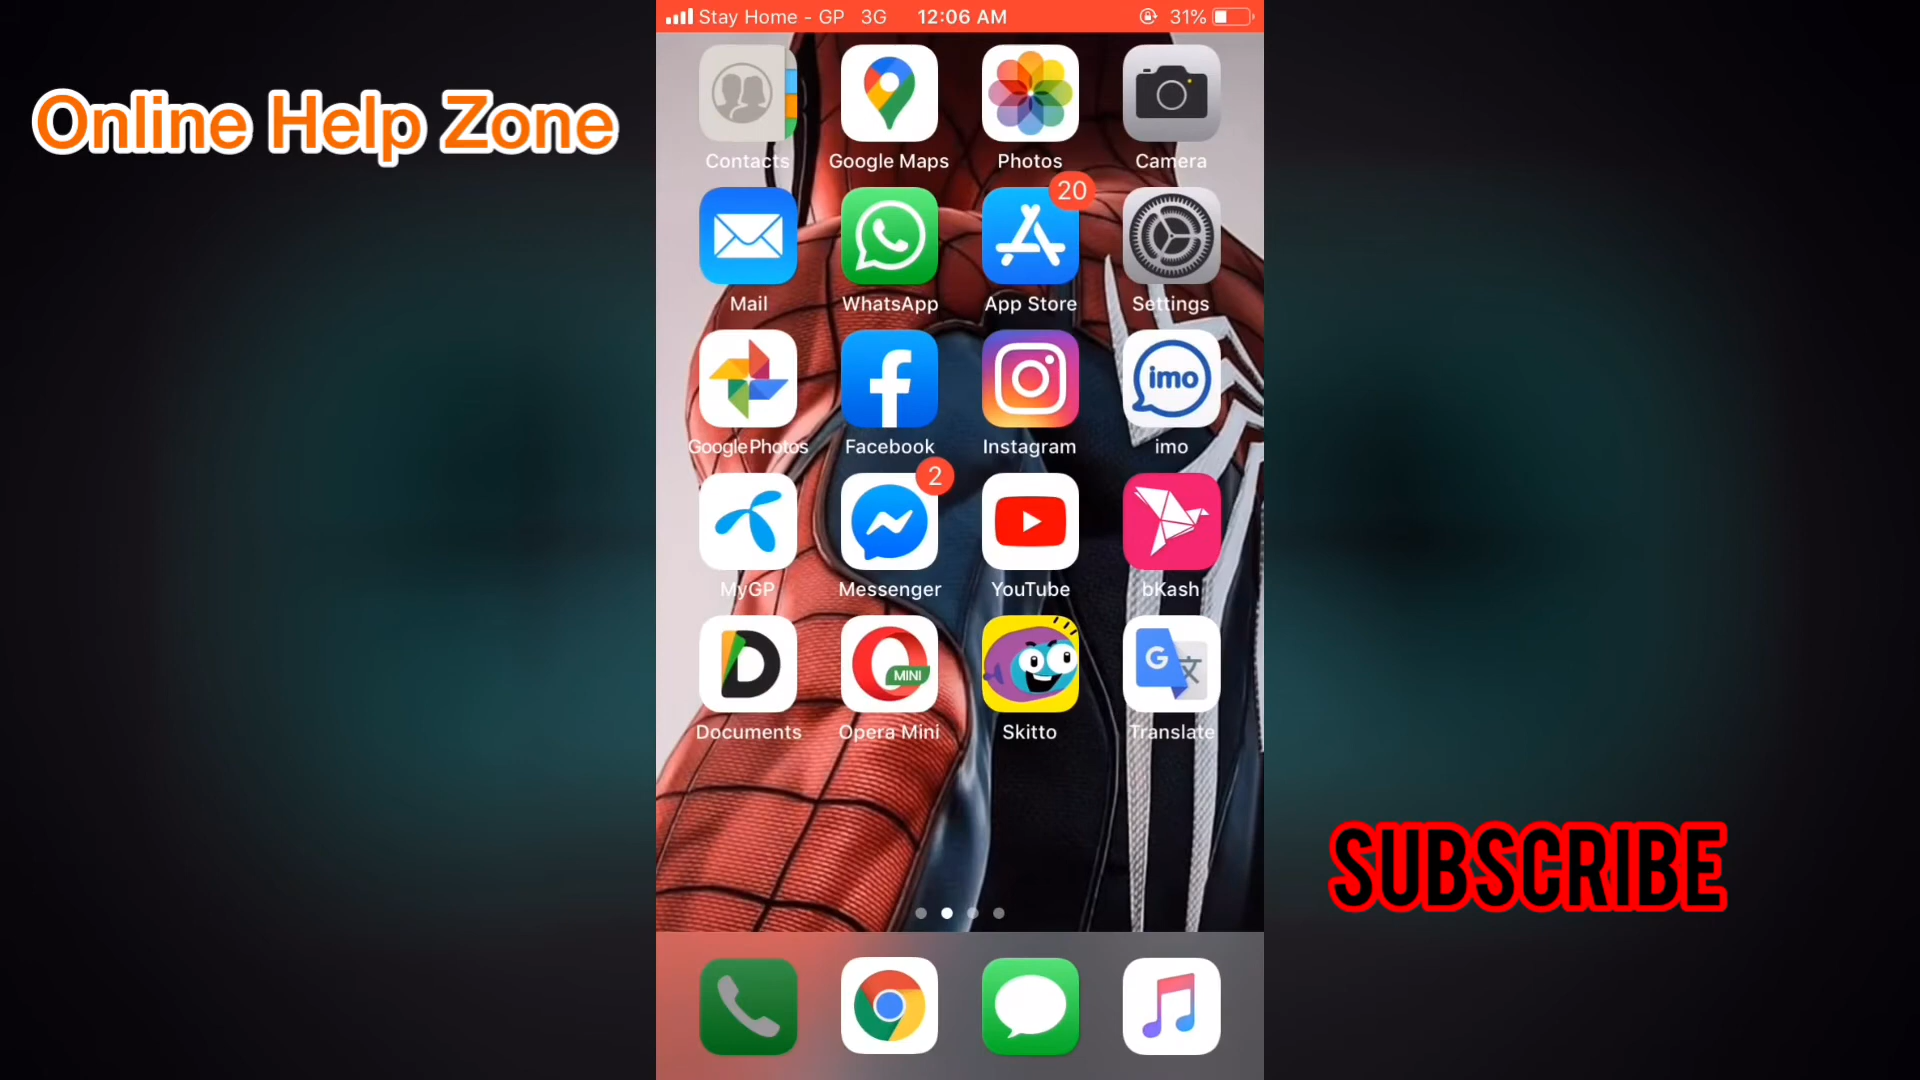 Stay Home - GP 3G 12:06 AM 31%
Online Help Zone
Contacts Google Maps Photos Camera
20
Mail WhatsApp App Store Settings
imo
Google Photos Facebook Instagram imo
2
MyGP Messenger YouTube bKash
D MINI G
Documents Opera Mini Skitto Translate
SUBSCRIBE